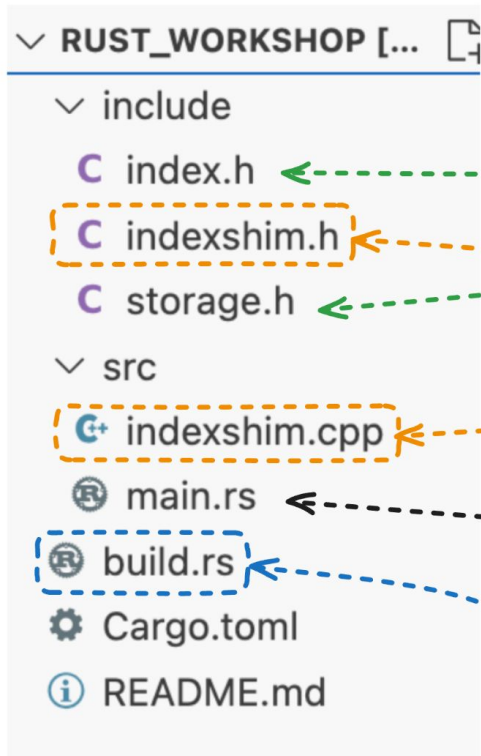 RUST_WORKSHOP [...
include
C index.h
C indexshim.h
C storage.h
src
C++ indexshim.cpp
R main.rs
R build.rs
Cargo.toml
i README.md